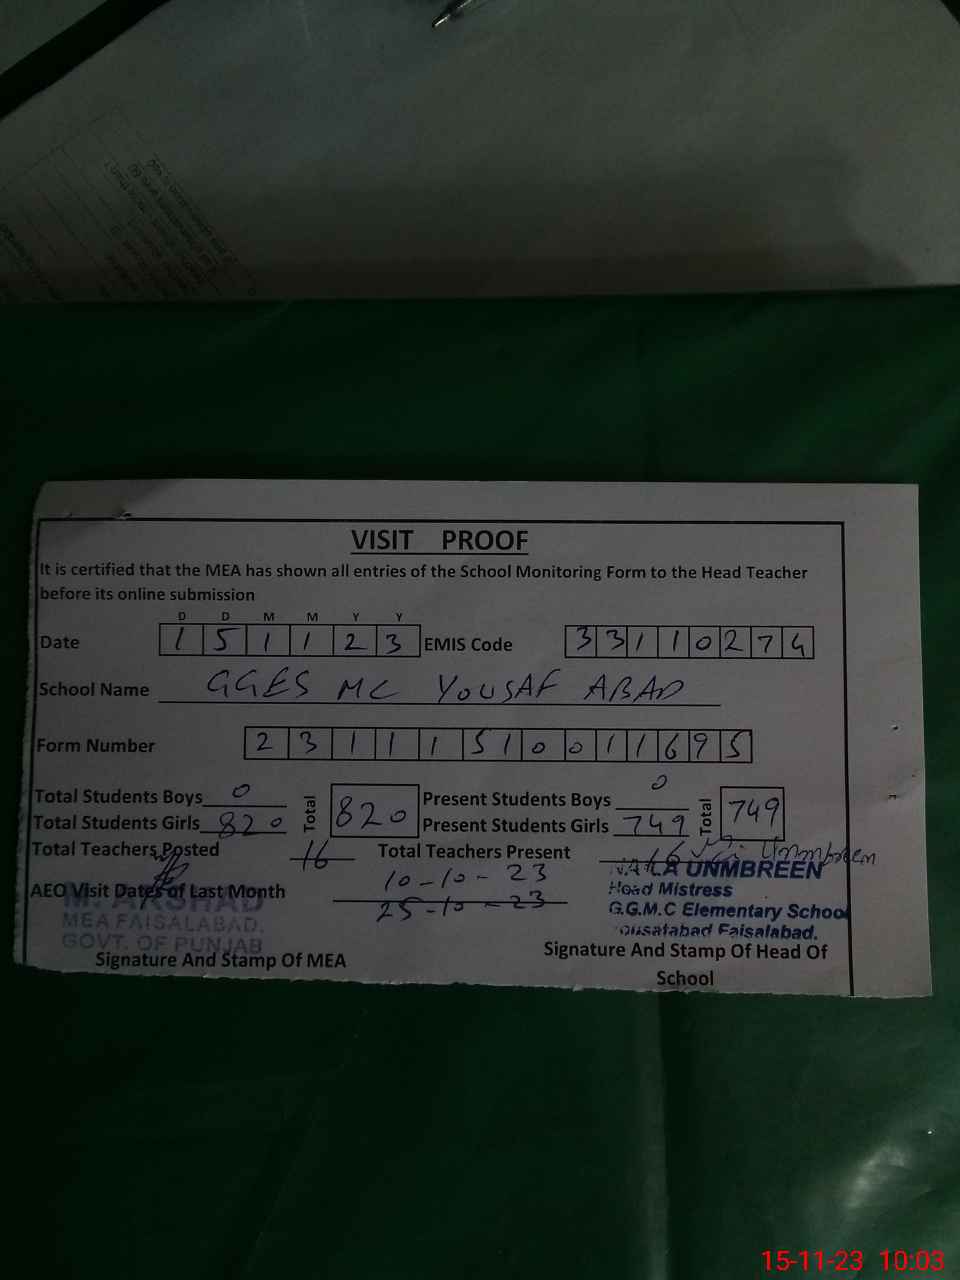 VISIT PROOF
It is certified that the MEA has shown all entries of the School Monitoring Form to the Head Teacher
before its online submission
D D M M Y Y
Date 1 5 1 1 2 3 EMIS Code 3 3 1 1 0 2 7 4
School Name GGES MC YOUSAF ABAD
Form Number 2 3 1 1 1 5 1 0 0 1 1 6 9 5
Total Students Boys 0 Total 820 Present Students Boys 0 Total 749
Total Students Girls 820 Present Students Girls 749
Total Teachers Posted 16 Total Teachers Present 16
Unmbreen
AEO Visit Dates of Last Month 10-10-23
25-10-23
M. ARSHAD
MEA FAISALABAD.
GOVT. OF PUNJAB
Signature And Stamp Of MEA
UNMBREEN
Head Mistress
G.G.M.C Elementary School
Faisalabad.
Signature And Stamp Of Head Of
School
15-11-23 10:03